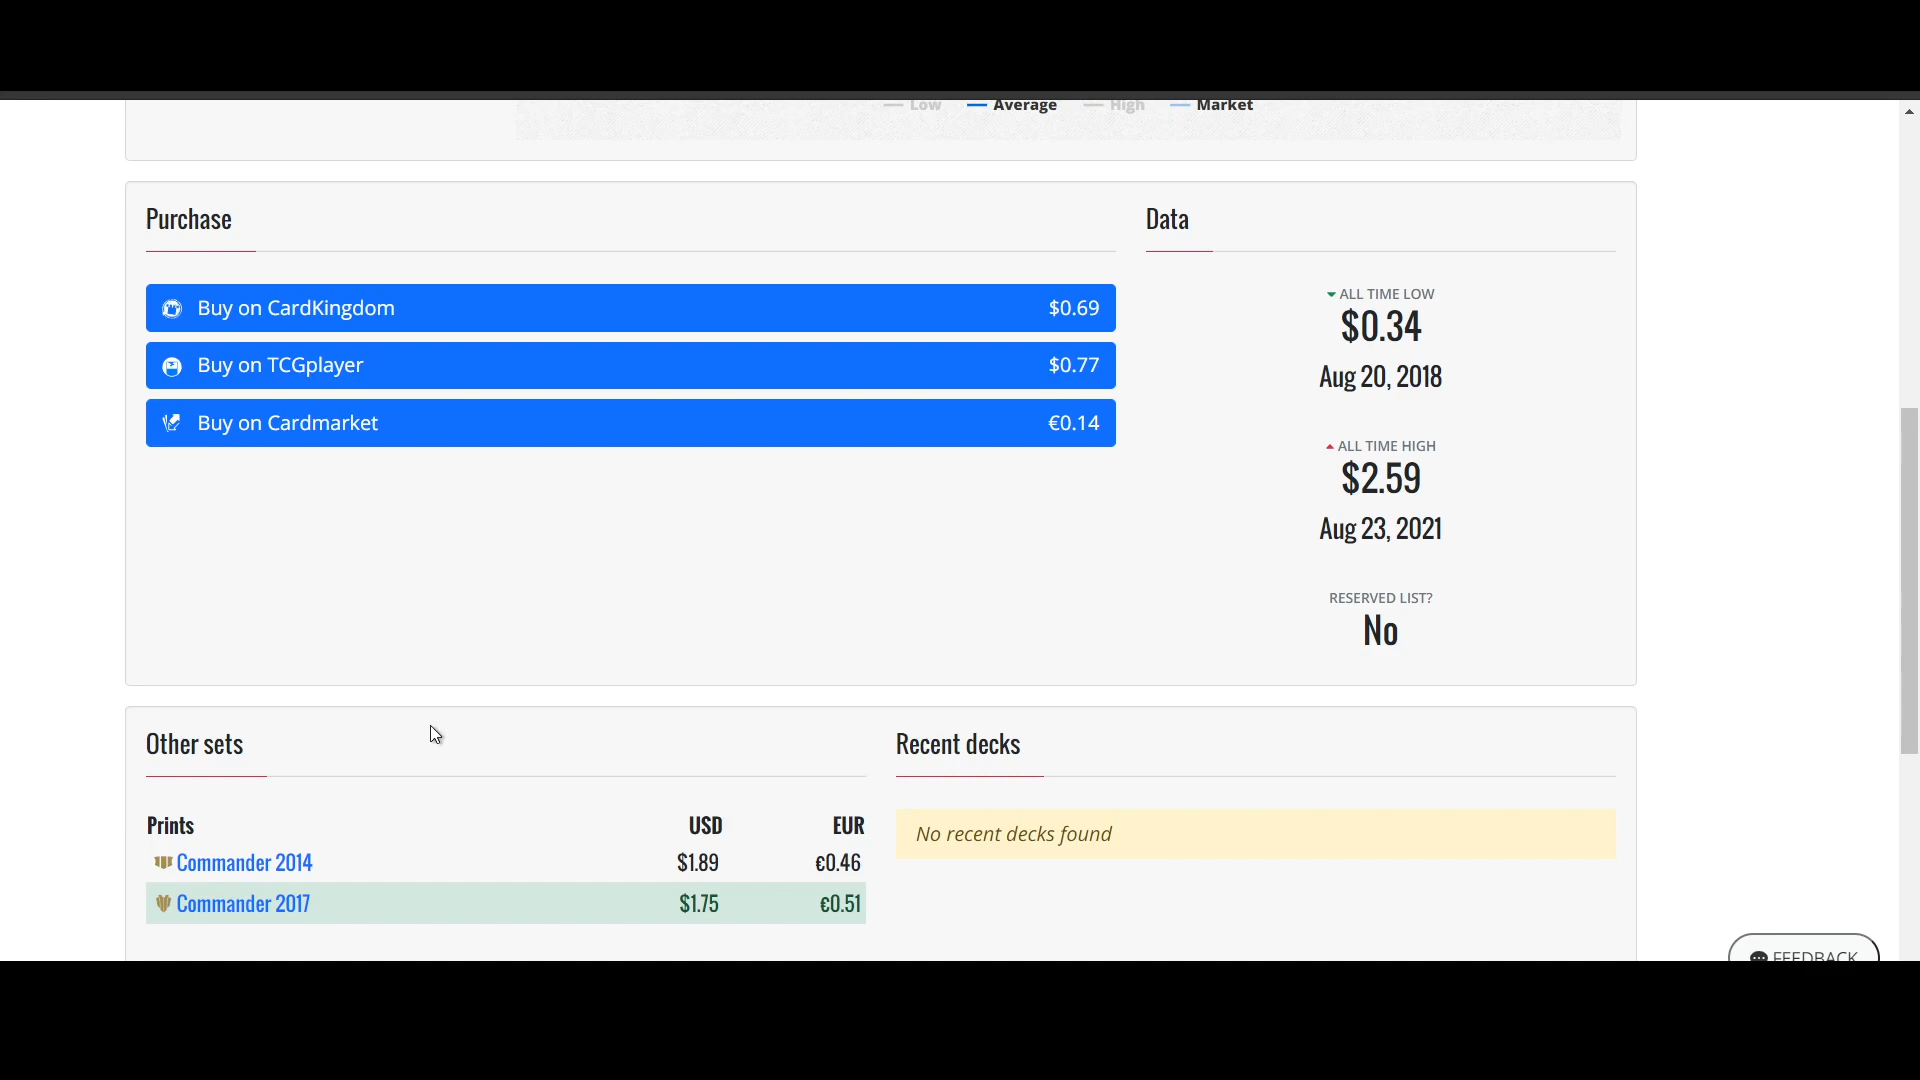 Low Average High Market
Purchase
Buy on CardKingdom $0.69
Buy on TCGplayer $0.77
Buy on Cardmarket €0.14
Data
ALL TIME LOW
$0.34
Aug 20, 2018
ALL TIME HIGH
$2.59
Aug 23, 2021
RESERVED LIST?
No
Other sets
Prints USD EUR
Commander 2014 $1.89 €0.46
Commander 2017 $1.75 €0.51
Recent decks
No recent decks found
FEEDBACK